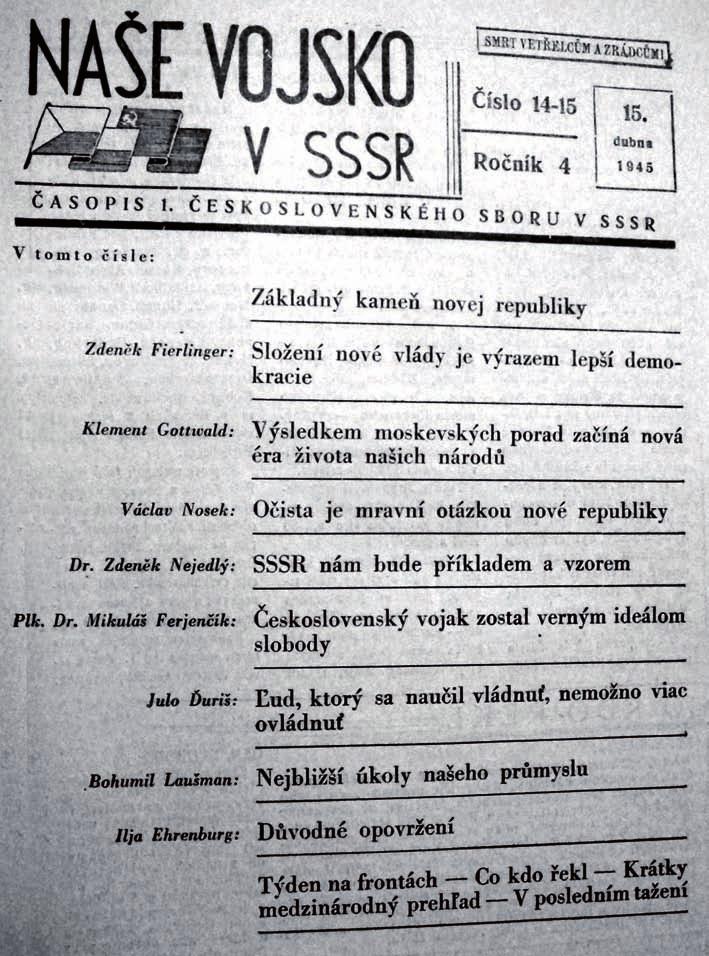 NAŠE VOJSKO
V SSSR
SMRT VETŘELCŮM A ZRÁDCŮM!
Číslo 14-15
Ročník 4
15.
dubna
1945
ČASOPIS 1. ČESKOSLOVENSKÉHO SBORU V SSSR
V tomto čísle:
Základný kameň novej republiky
Zdeněk Fierlinger: Složení nové vlády je výrazem lepší demo-
kracie
Klement Gottwald: Výsledkem moskevských porad začíná nová
éra života našich národů
Václav Nosek: Očista je mravní otázkou nové republiky
Dr. Zdeněk Nejedlý: SSSR nám bude příkladem a vzorem
Plk. Dr. Mikuláš Ferjenčík: Československý vojak zostal verným ideálom
slobody
Julo Ďuriš: Ľud, ktorý sa naučil vládnuť, nemožno viac
ovládnuť
Bohumil Laušman: Nejbližší úkoly našeho průmyslu
Ilja Ehrenburg: Důvodné opovržení
Týden na frontách — Co kdo řekl — Krátky
medzinárodný prehľad — V posledním tažení